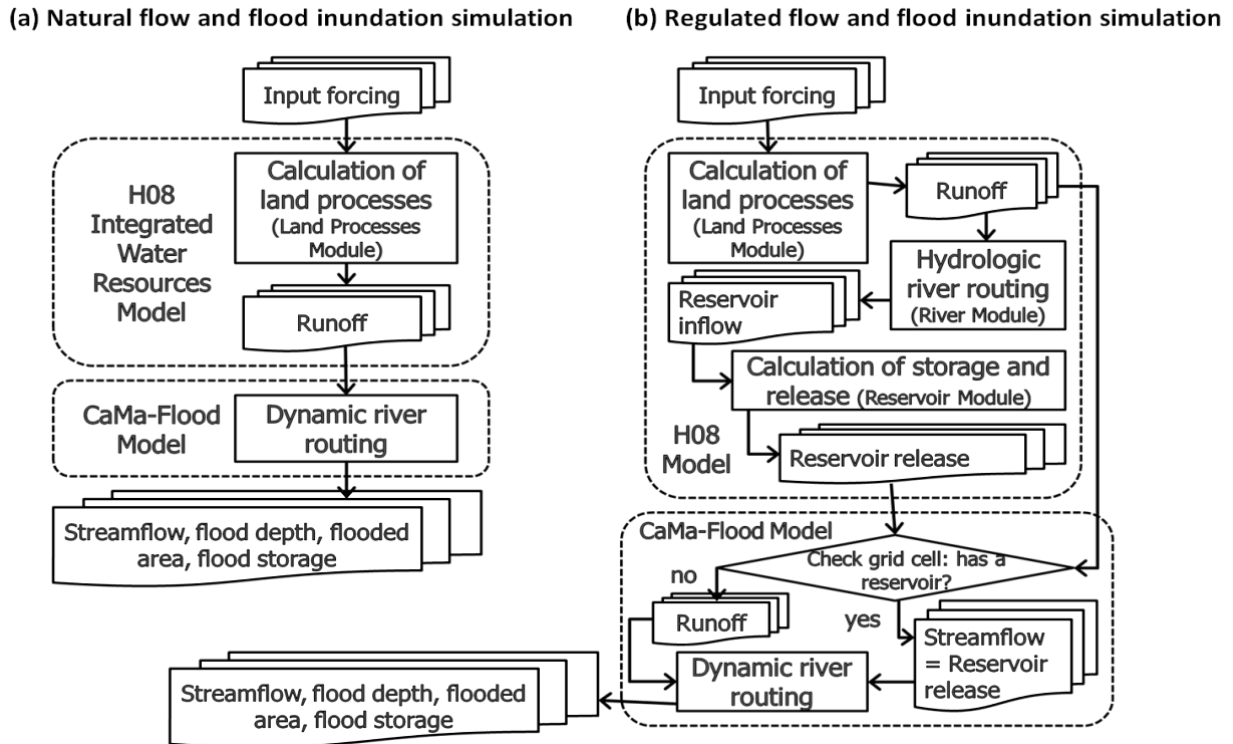 (a) Natural flow and flood inundation simulation
Input forcing
H08
Integrated
Water
Resources
Model
Calculation of
land processes
(Land Processes
Module)
Runoff
CaMa-Flood
Model
Dynamic river
routing
Streamflow, flood depth, flooded
area, flood storage
(b) Regulated flow and flood inundation simulation
Input forcing
Calculation of
land processes
(Land Processes
Module)
Runoff
Hydrologic
river routing
(River Module)
Reservoir
inflow
Calculation of storage and
release (Reservoir Module)
H08
Model
Reservoir release
CaMa-Flood Model
Check grid cell: has a
reservoir?
no
Runoff
yes
Streamflow
= Reservoir
release
Dynamic river
routing
Streamflow, flood depth, flooded
area, flood storage